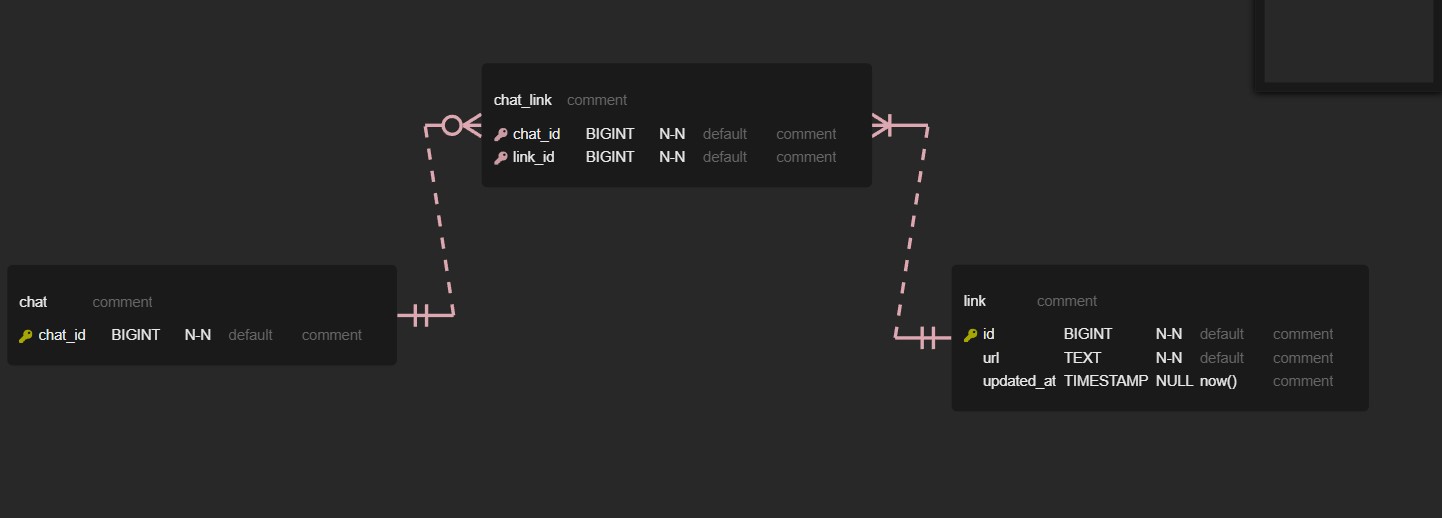 chat_link comment
chat_id BIGINT N-N default comment
link_id BIGINT N-N default comment
chat comment
chat_id BIGINT N-N default comment
link comment
id BIGINT N-N default comment
url TEXT N-N default comment
updated_at TIMESTAMP NULL now() comment